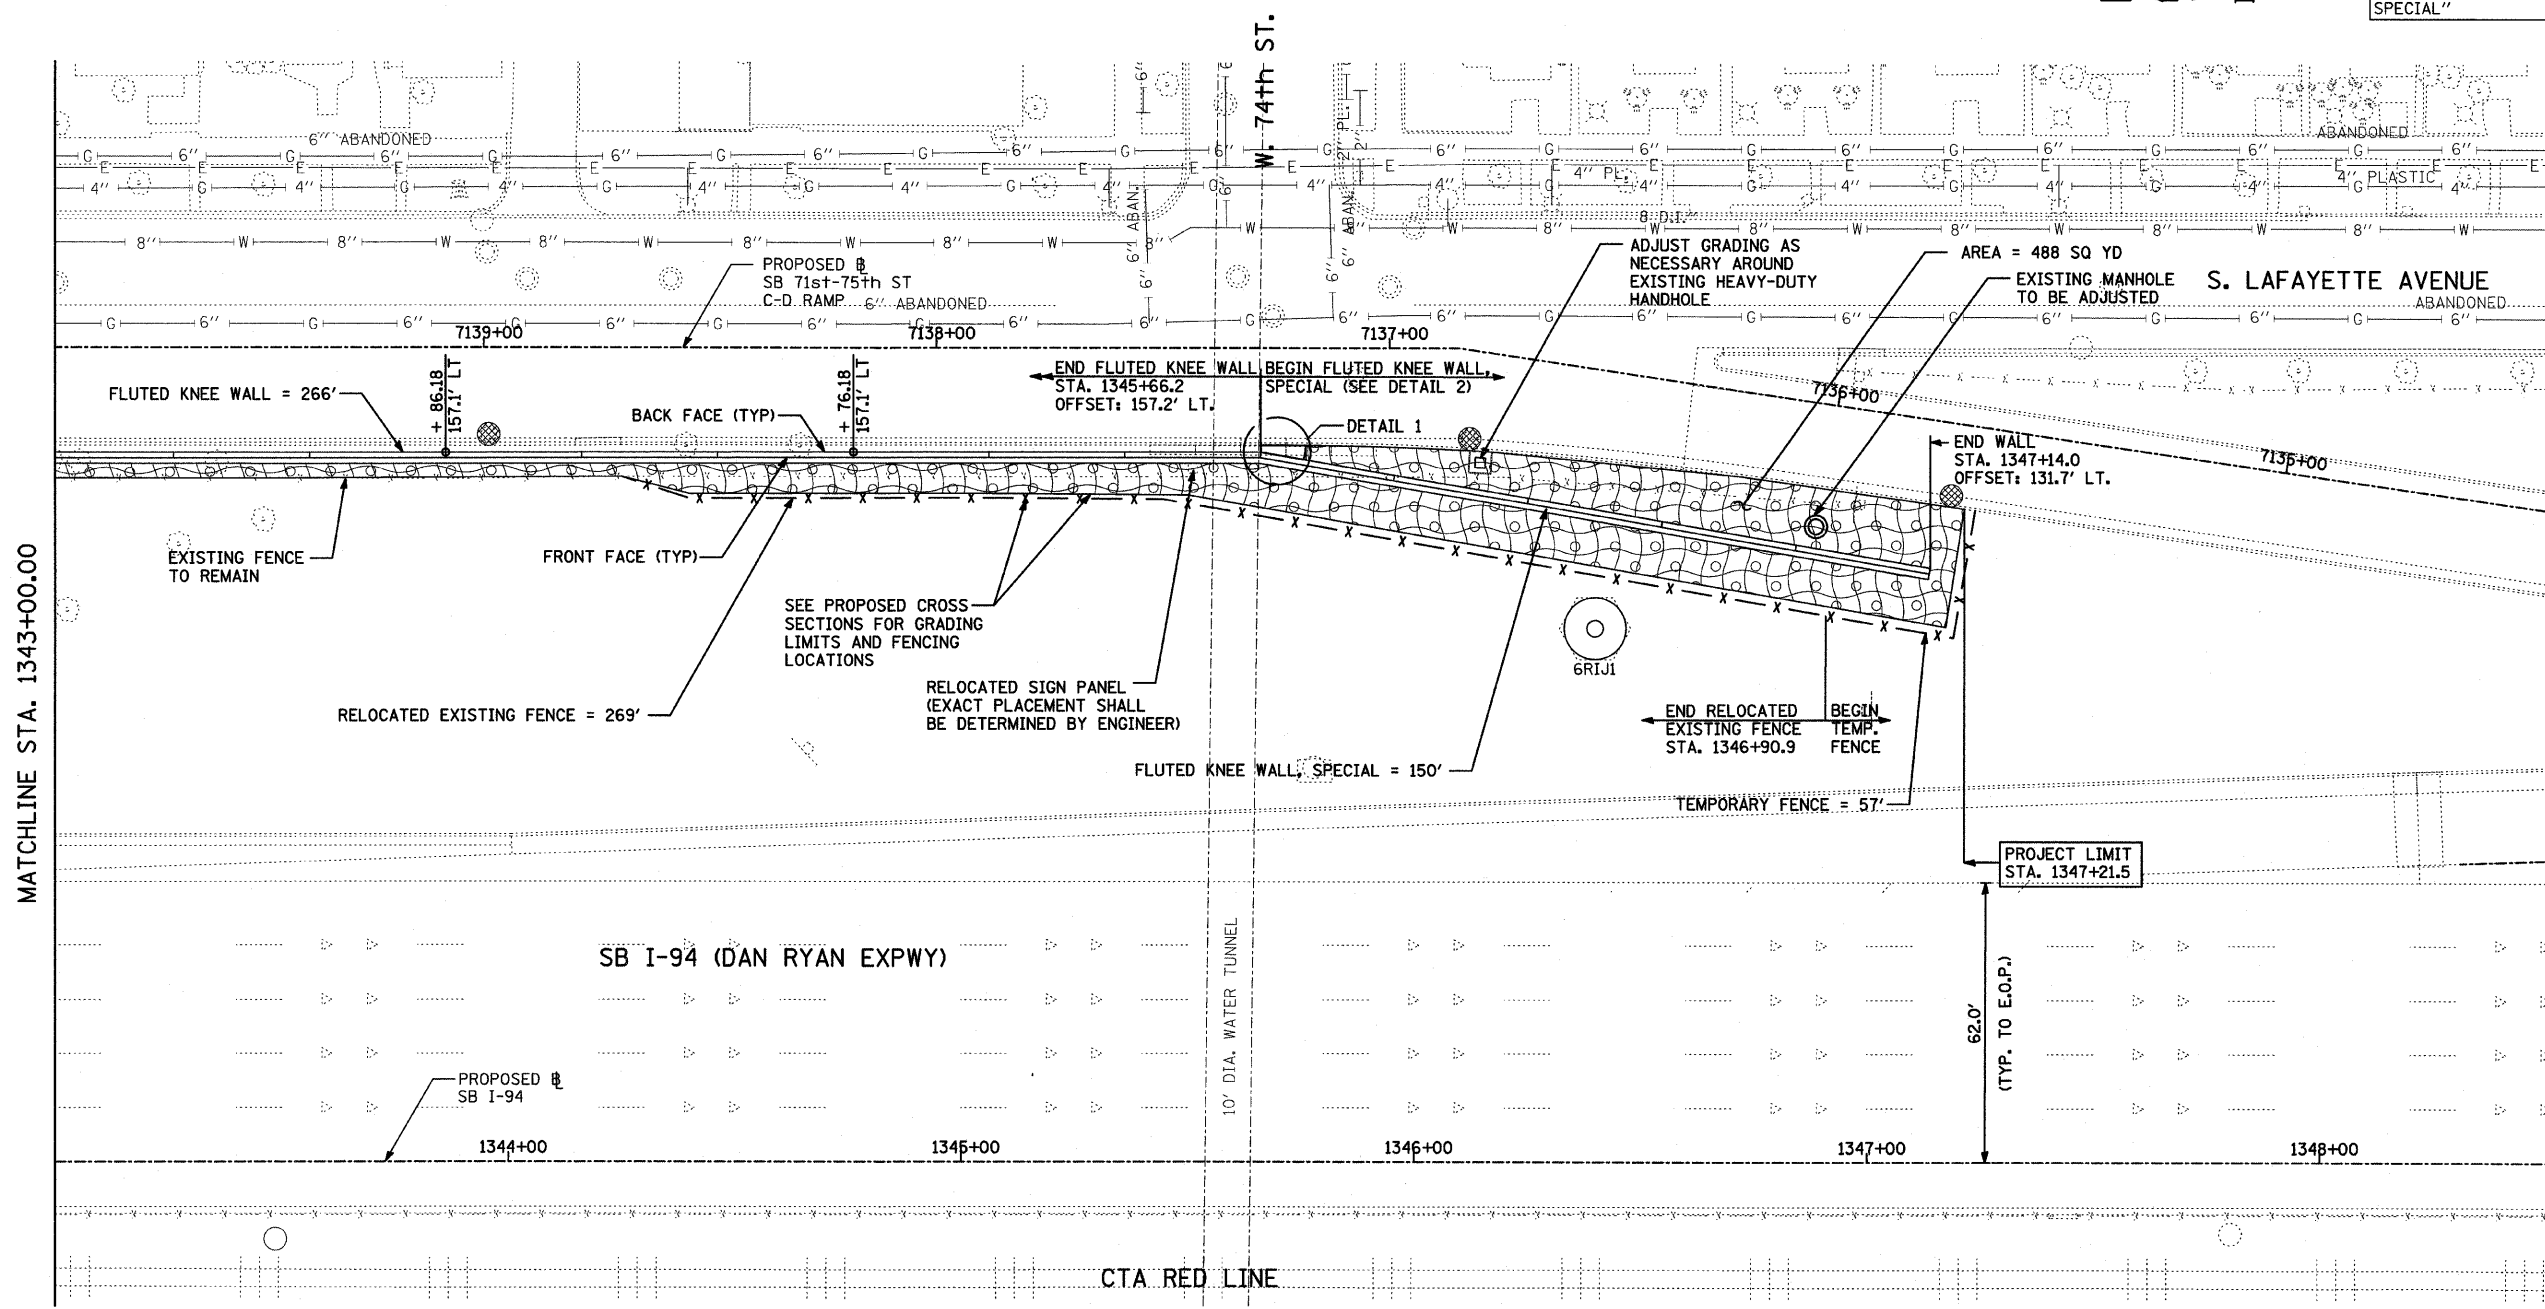 SPECIAL"
W. 74th ST.
6" ABANDONED
ABANDONED
4" PL.
4" PLASTIC
8" D.I.
6" ABAN.
6" ABAN.
2" PL.
PROPOSED BL
SB 71st-75th ST
C-D RAMP
6" ABANDONED
ADJUST GRADING AS
NECESSARY AROUND
EXISTING HEAVY-DUTY
HANDHOLE
AREA = 488 SQ YD
EXISTING MANHOLE
TO BE ADJUSTED
S. LAFAYETTE AVENUE
ABANDONED
7139+00
7138+00
7137+00
7136+00
7135+00
FLUTED KNEE WALL = 266'
+ 86.18
157.1' LT
BACK FACE (TYP)
+ 76.18
157.1' LT
END FLUTED KNEE WALL
STA. 1345+66.2
OFFSET: 157.2' LT.
BEGIN FLUTED KNEE WALL,
SPECIAL (SEE DETAIL 2)
DETAIL 1
END WALL
STA. 1347+14.0
OFFSET: 131.7' LT.
EXISTING FENCE
TO REMAIN
FRONT FACE (TYP)
SEE PROPOSED CROSS
SECTIONS FOR GRADING
LIMITS AND FENCING
LOCATIONS
RELOCATED EXISTING FENCE = 269'
RELOCATED SIGN PANEL
(EXACT PLACEMENT SHALL
BE DETERMINED BY ENGINEER)
6RIJ1
END RELOCATED
EXISTING FENCE
STA. 1346+90.9
BEGIN
TEMP.
FENCE
FLUTED KNEE WALL, SPECIAL = 150'
TEMPORARY FENCE = 57'
PROJECT LIMIT
STA. 1347+21.5
MATCHLINE STA. 1343+00.00
SB I-94 (DAN RYAN EXPWY)
10' DIA. WATER TUNNEL
62.0'
(TYP. TO E.O.P.)
PROPOSED BL
SB I-94
1344+00
1345+00
1346+00
1347+00
1348+00
CTA RED LINE